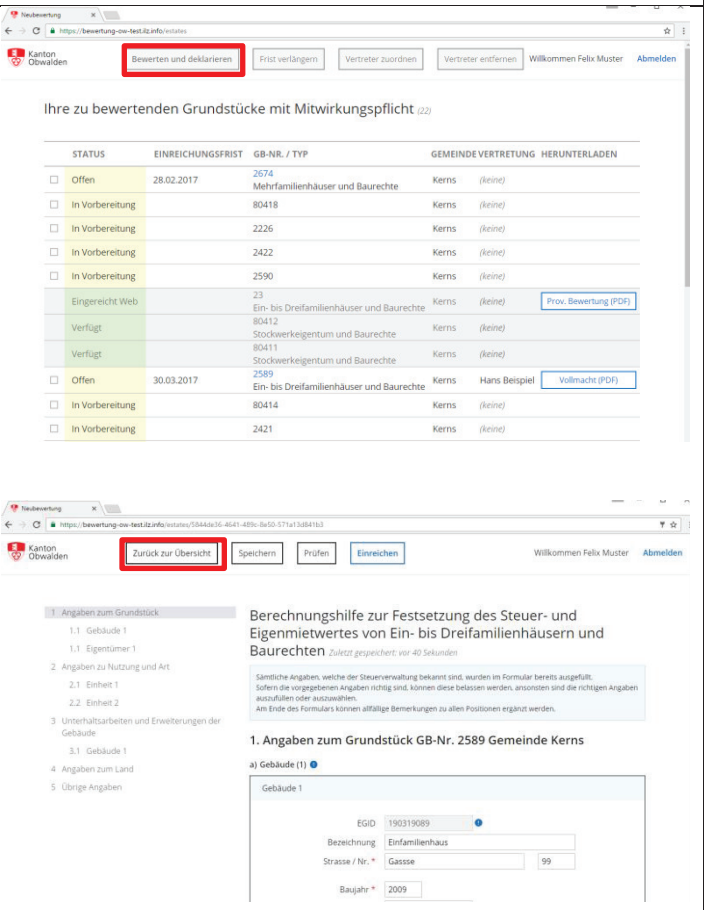 Neubewertung
https://bewertung-ow-test.ilz.info/estates
Kanton
Obwalden
Bewerten und deklarieren
Frist verlängern
Vertreter zuordnen
Vertreter entfernen
Willkommen Felix Muster
Abmelden
Ihre zu bewertenden Grundstücke mit Mitwirkungspflicht (22)
STATUS EINREICHUNGSFRIST GB-NR. / TYP GEMEINDE VERTRETUNG HERUNTERLADEN
Offen 28.02.2017 2674 Kerns (keine)
Mehrfamilienhäuser und Baurechte
In Vorbereitung 80418 Kerns (keine)
In Vorbereitung 2226 Kerns (keine)
In Vorbereitung 2422 Kerns (keine)
In Vorbereitung 2590 Kerns (keine)
Eingereicht Web 23 Kerns (keine) Prov. Bewertung (PDF)
Ein- bis Dreifamilienhäuser und Baurechte
Verfügt 80412 Kerns (keine)
Stockwerkeigentum und Baurechte
Verfügt 80411 Kerns (keine)
Stockwerkeigentum und Baurechte
Offen 30.03.2017 2589 Kerns Hans Beispiel Vollmacht (PDF)
Ein- bis Dreifamilienhäuser und Baurechte
In Vorbereitung 80414 Kerns (keine)
In Vorbereitung 2421 Kerns (keine)
Neubewertung
https://bewertung-ow-test.ilz.info/estates/5844de36-4641-489c-8e50-571a13d841b3
Kanton
Obwalden
Zurück zur Übersicht
Speichern
Prüfen
Einreichen
Willkommen Felix Muster
Abmelden
1 Angaben zum Grundstück
1.1 Gebäude 1
1.1 Eigentümer 1
2 Angaben zu Nutzung und Art
2.1 Einheit 1
2.2 Einheit 2
3 Unterhaltsarbeiten und Erweiterungen der
Gebäude
3.1 Gebäude 1
4 Angaben zum Land
5 Übrige Angaben
Berechnungshilfe zur Festsetzung des Steuer- und
Eigenmietwertes von Ein- bis Dreifamilienhäusern und
Baurechten Zuletzt gespeichert: vor 40 Sekunden
Sämtliche Angaben, welche der Steuerverwaltung bekannt sind, wurden im Formular bereits ausgefüllt.
Sofern die vorgegebenen Angaben richtig sind, können diese belassen werden, ansonsten sind die richtigen Angaben
auszufüllen oder auszuwählen.
Am Ende des Formulars können allfällige Bemerkungen zu allen Positionen ergänzt werden.
1. Angaben zum Grundstück GB-Nr. 2589 Gemeinde Kerns
a) Gebäude (1)
Gebäude 1
EGID 190319089
Bezeichnung Einfamilienhaus
Strasse / Nr. * Gassse 99
Baujahr * 2009